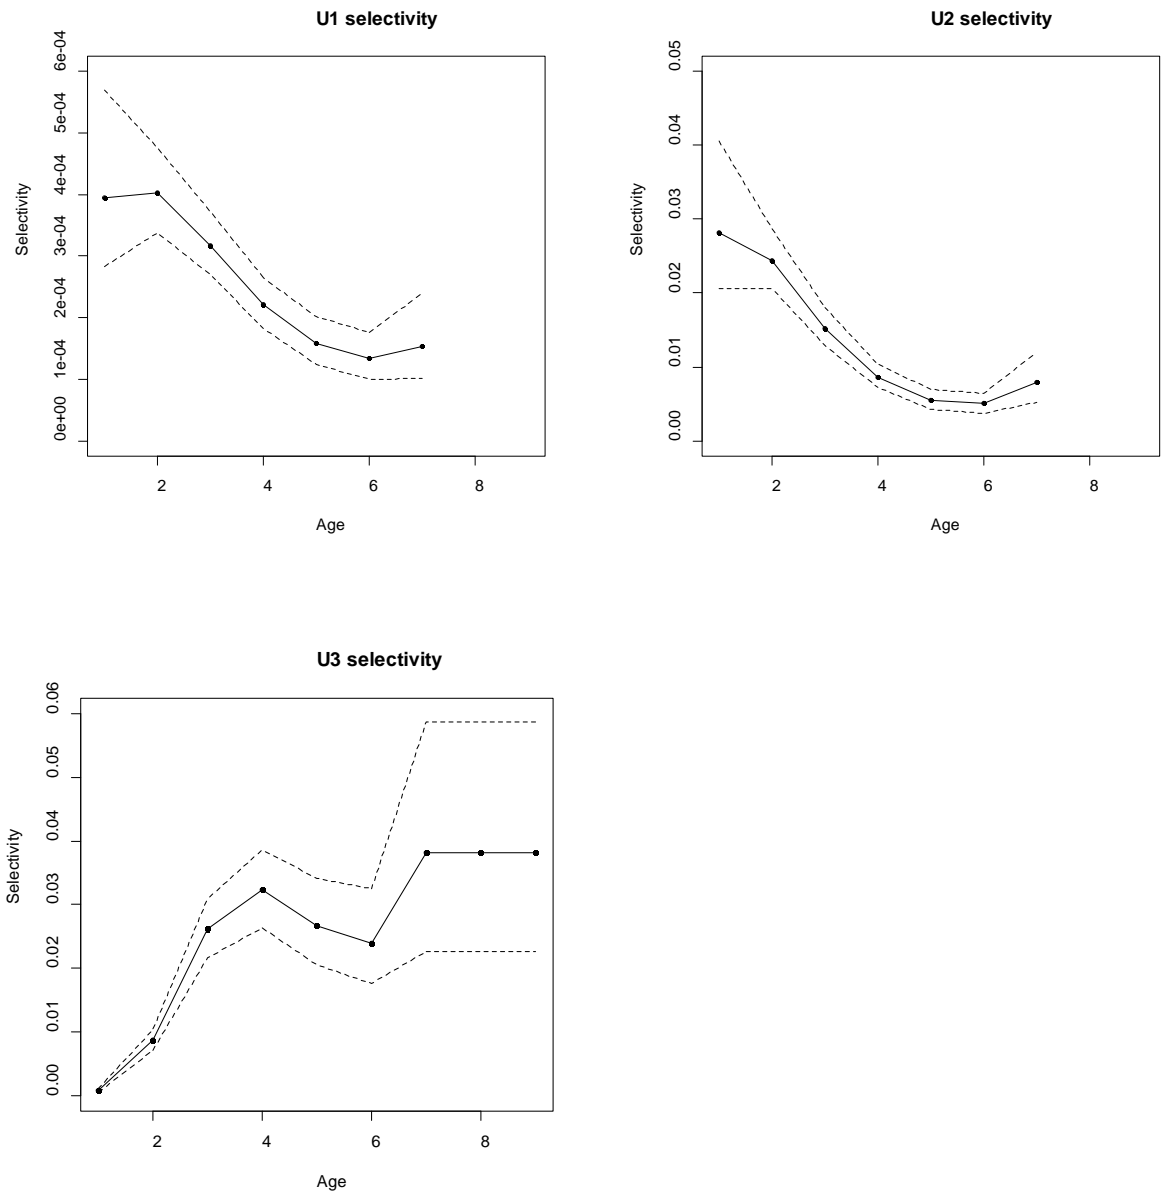 U1 selectivity
Selectivity
6e-04
5e-04
4e-04
3e-04
2e-04
1e-04
0e+00
2 4 6 8
Age
U2 selectivity
Selectivity
0.05
0.04
0.03
0.02
0.01
0.00
2 4 6 8
Age
U3 selectivity
Selectivity
0.06
0.05
0.04
0.03
0.02
0.01
0.00
2 4 6 8
Age